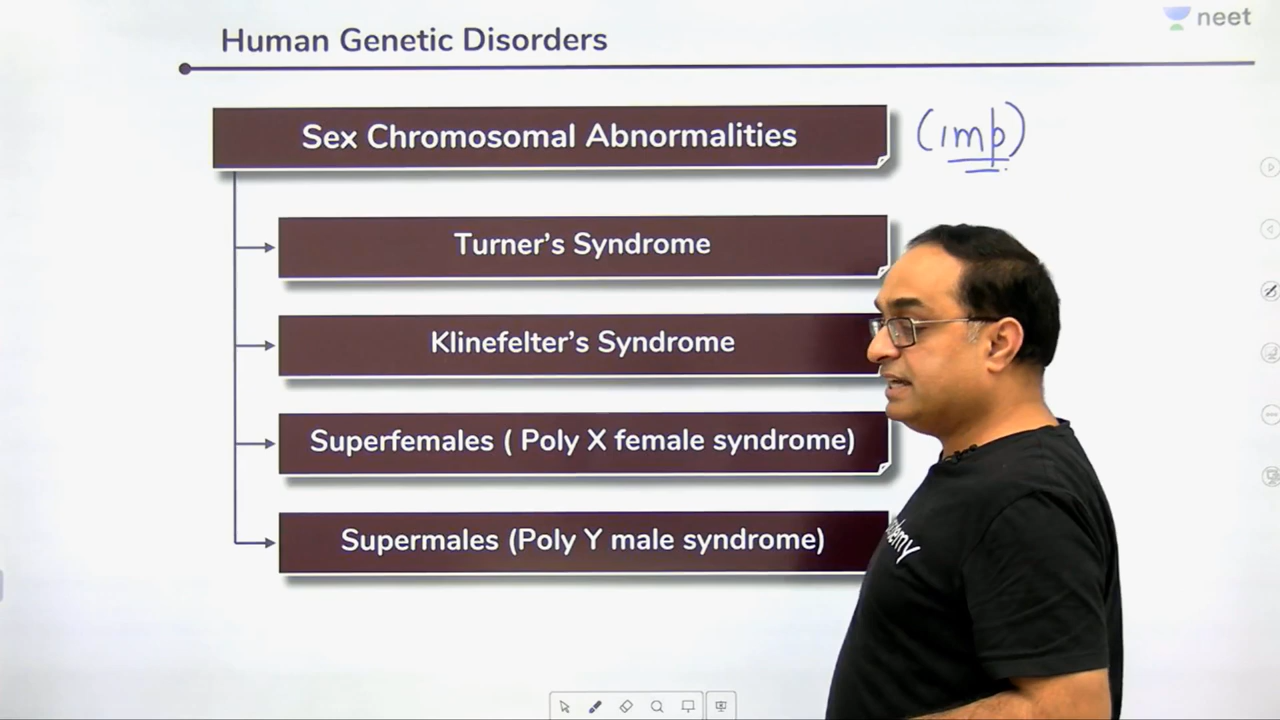 neet
Human Genetic Disorders
Sex Chromosomal Abnormalities
(imp)
Turner's Syndrome
Klinefelter's Syndrome
Superfemales ( Poly X female syndrome)
Supermales (Poly Y male syndrome)